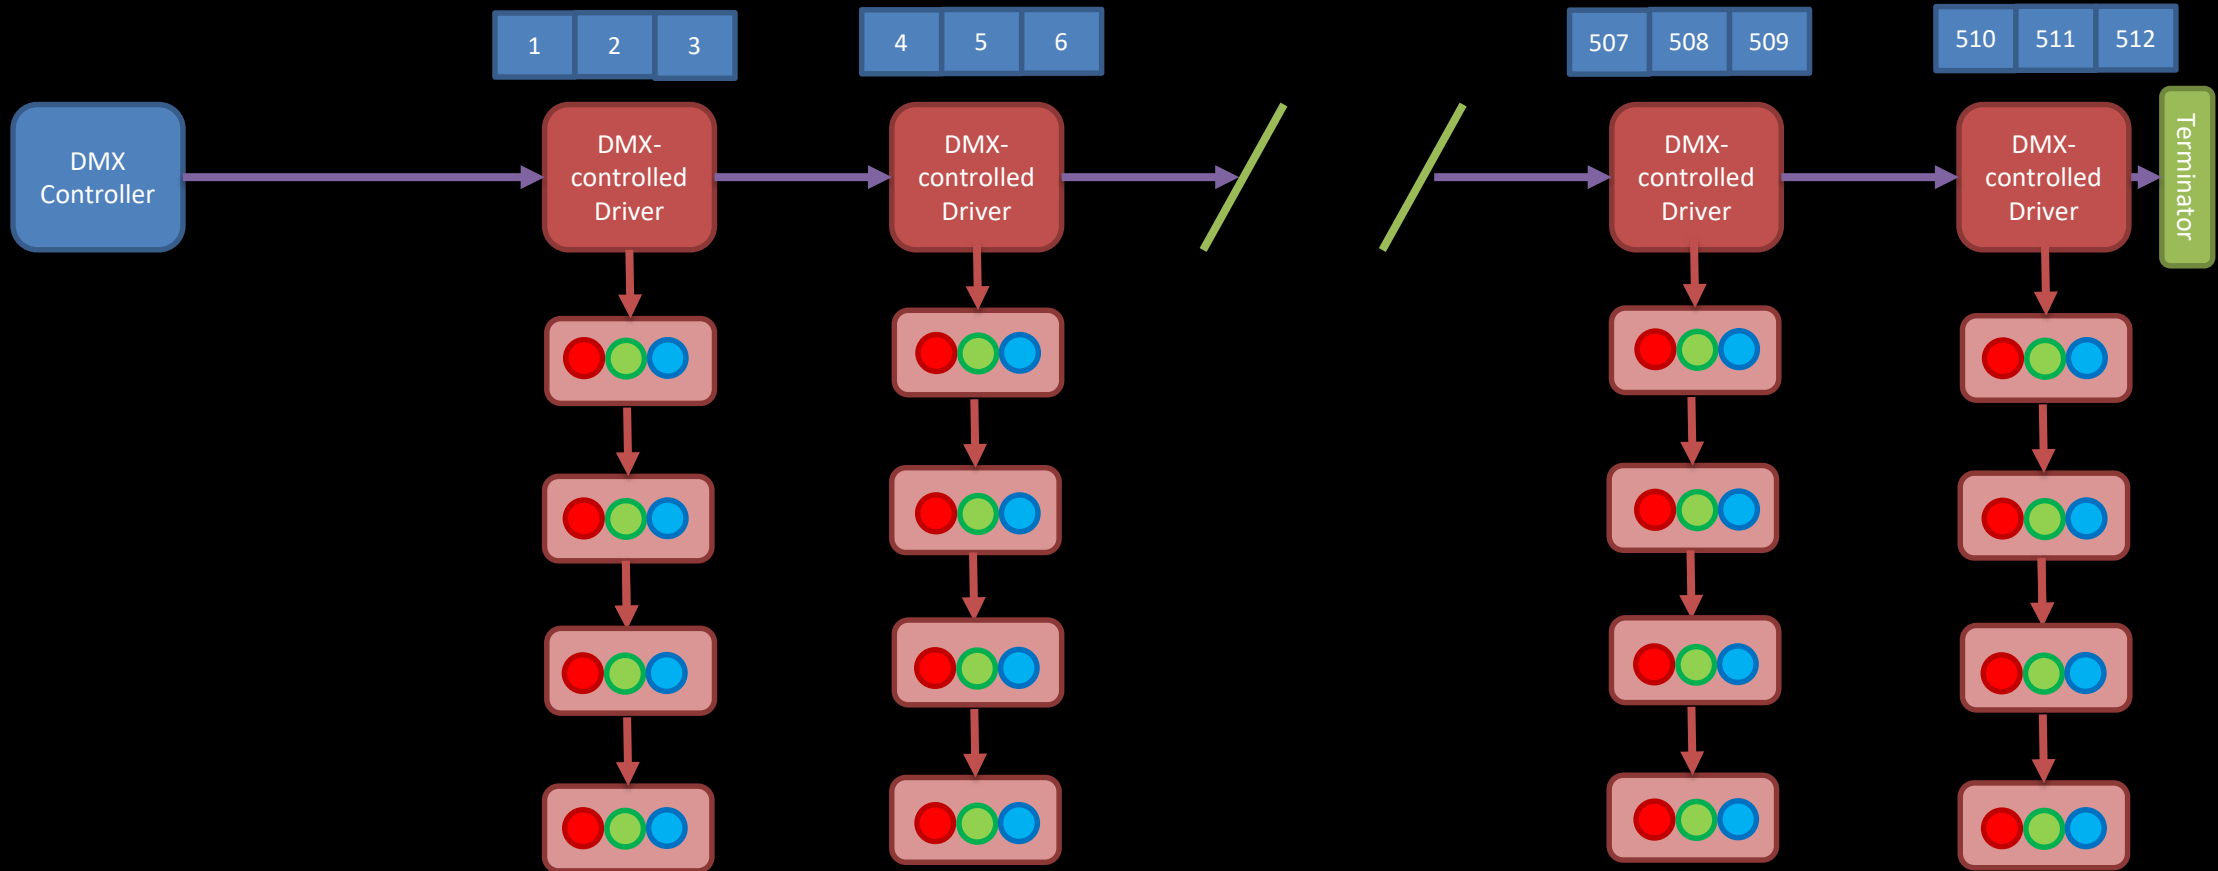 1 2 3 4 5 6 507 508 509 510 511 512
DMX
Controller
DMX-
controlled
Driver
DMX-
controlled
Driver
DMX-
controlled
Driver
DMX-
controlled
Driver
Terminator